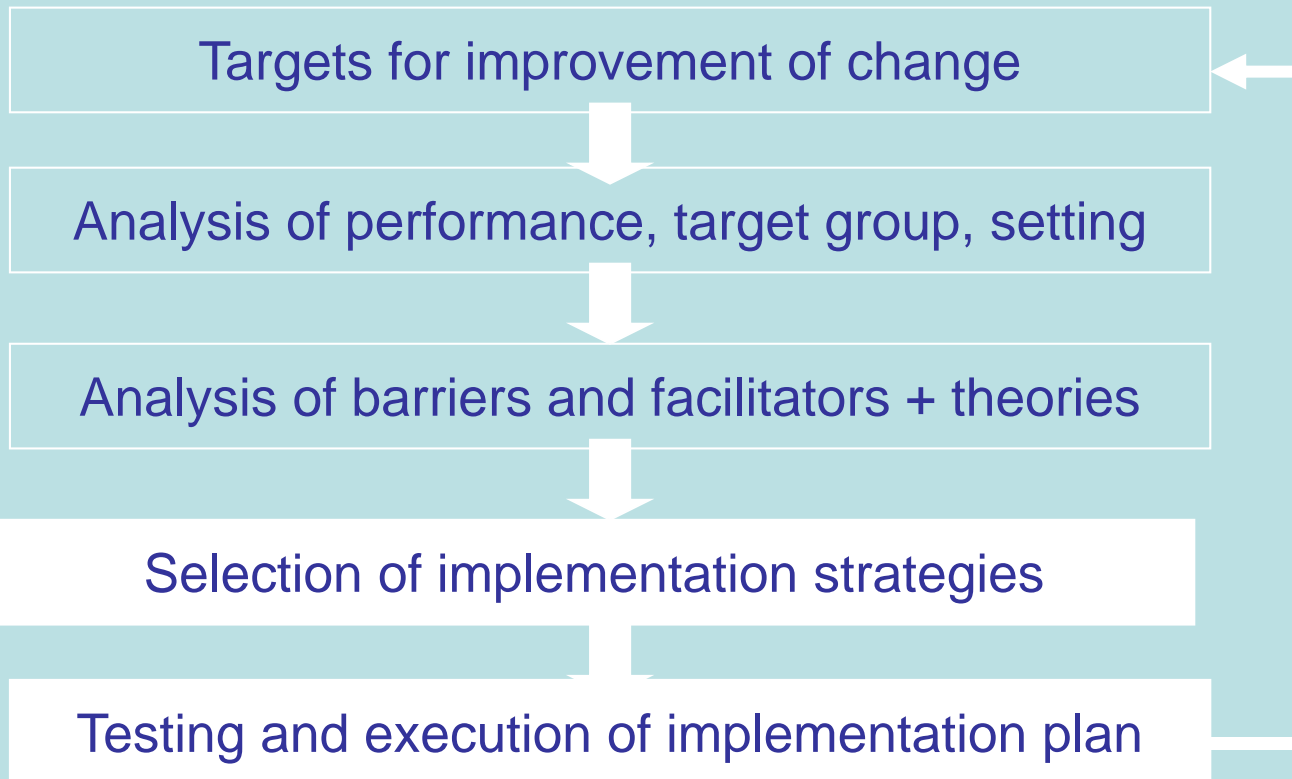 Targets for improvement of change
Analysis of performance, target group, setting
Analysis of barriers and facilitators + theories
Selection of implementation strategies
Testing and execution of implementation plan